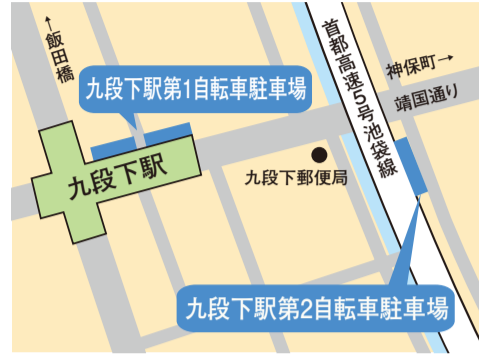 ←飯田橋
首都高速5号池袋線
神保町→
靖国通り
九段下駅第1自転車駐車場
九段下駅
九段下郵便局
九段下駅第2自転車駐車場